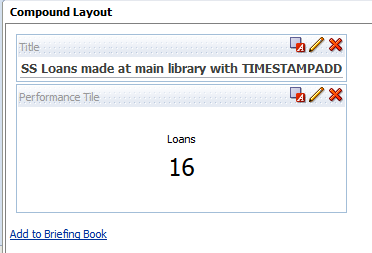 Compound Layout
Title
SS Loans made at main library with TIMESTAMPADD
Performance Tile
Loans
16
Add to Briefing Book